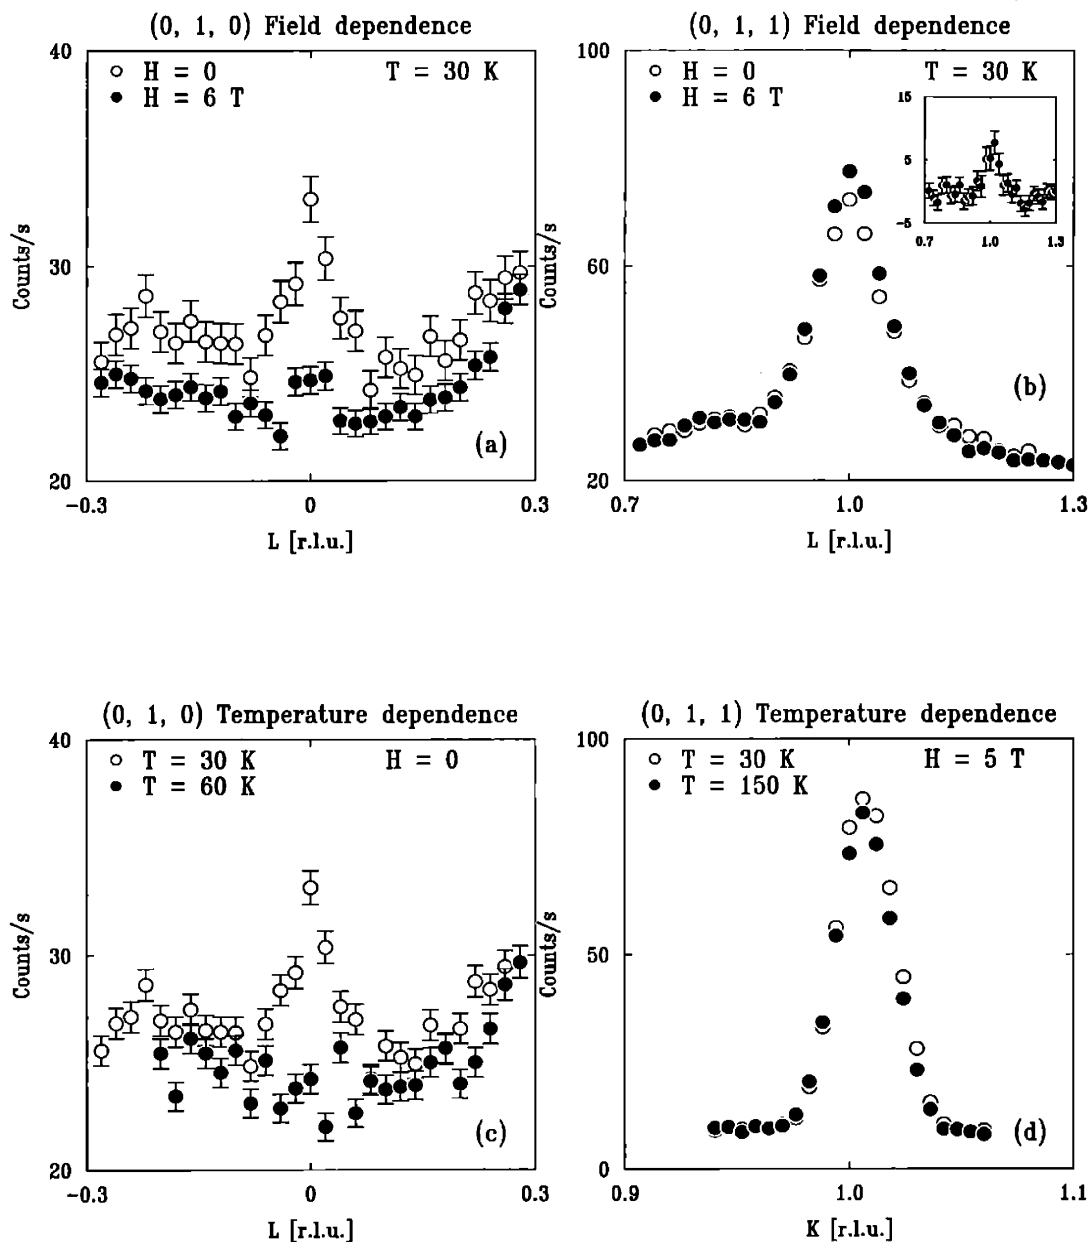 (0, 1, 0) Field dependence
40
H = 0
T = 30 K
H = 6 T
30
Counts/s
20
(a)
-0.3
0
0.3
L [r.l.u.]
(0, 1, 1) Field dependence
100
H = 0
T = 30 K
H = 6 T
15
5
-5
0.7
1.0
1.3
60
Counts/s
20
(b)
0.7
1.0
1.3
L [r.l.u.]
(0, 1, 0) Temperature dependence
40
T = 30 K
H = 0
T = 60 K
30
Counts/s
20
(c)
-0.3
0
0.3
L [r.l.u.]
(0, 1, 1) Temperature dependence
100
T = 30 K
H = 5 T
T = 150 K
50
Counts/s
0
(d)
0.9
1.0
1.1
K [r.l.u.]